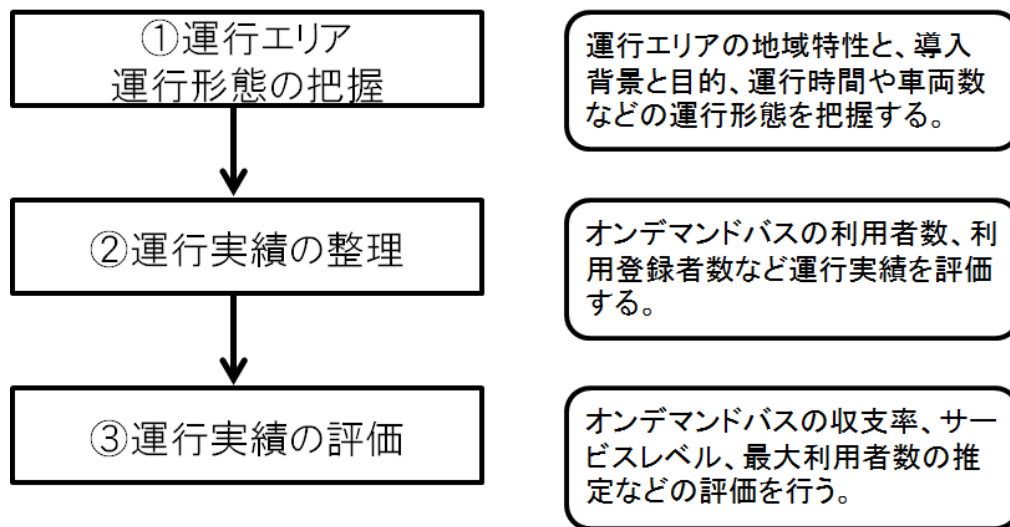 ①運行エリア
運行形態の把握
運行エリアの地域特性と、導入
背景と目的、運行時間や車両数
などの運行形態を把握する。
②運行実績の整理
オンデマンドバスの利用者数、利
用登録者数など運行実績を評価
する。
③運行実績の評価
オンデマンドバスの収支率、サー
ビスレベル、最大利用者数の推
定などの評価を行う。